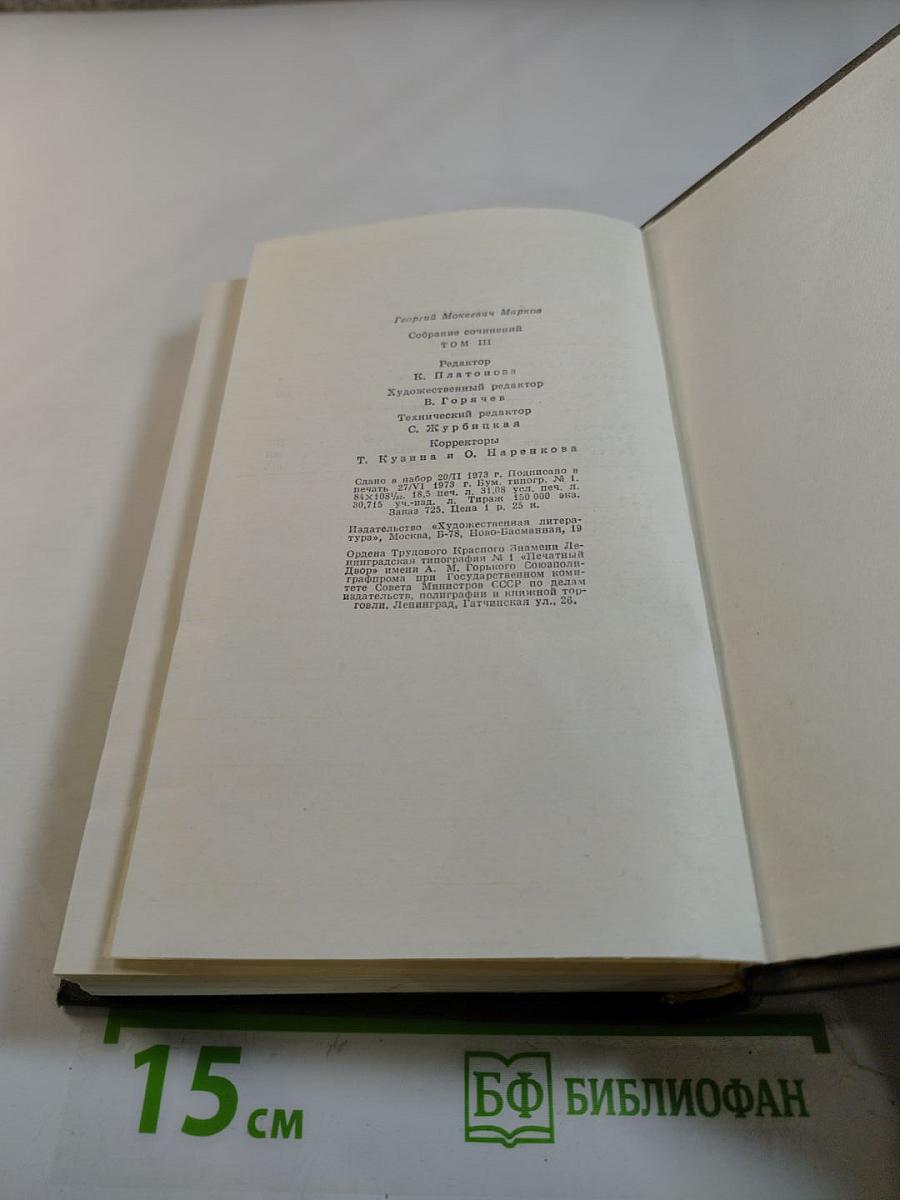 Георгий Мокеевич Марков
Собрание сочинений
ТОМ III
Редактор
К. Платонова
Художественный редактор
В. Горячев
Технический редактор
С. Журбицкая
Корректоры
Т. Кузина и О. Наренкова
Сдано в набор 20/II 1973 г. Подписано в
печать 27/VI 1973 г. Бум. типогр. № 1.
84×108¹/₃₂. 18,5 печ. л. 31,08 усл. печ. л.
30,715 уч.-изд. л. Тираж 150 000 экз.
Заказ 725. Цена 1 р. 25 к.
Издательство «Художественная литера-
тура», Москва, Б-78, Ново-Басманная, 19
Ордена Трудового Красного Знамени Ле-
нинградская типография № 1 «Печатный
Двор» имени А. М. Горького Союзполи-
графпрома при Государственном коми-
тете Совета Министров СССР по делам
издательств, полиграфии и книжной тор-
говли, Ленинград, Гатчинская ул., 26.
15 см
БФ БИБЛИОФАН